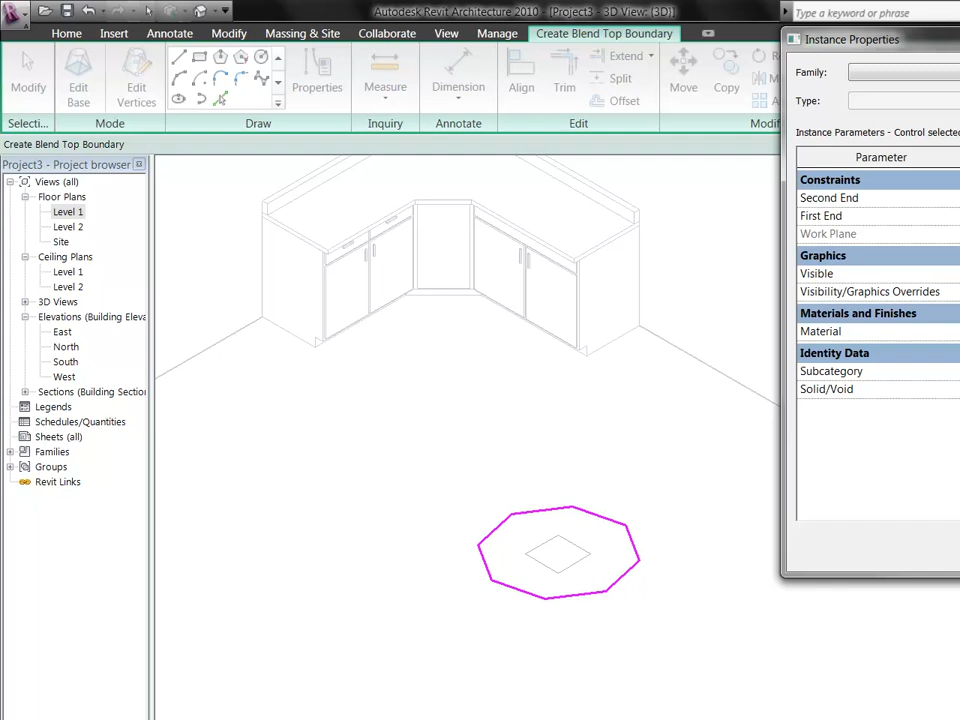 Autodesk Revit Architecture 2010 - [Project3 - 3D View: {3D}]
Type a keyword or phrase
Home Insert Annotate Modify Massing & Site Collaborate View Manage Create Blend Top Boundary
Modify
Edit Base
Edit Vertices
Properties
Measure
Dimension
Align
Trim
Extend
Split
Offset
Move
Copy
Selecti... Mode Draw Inquiry Annotate Edit
Create Blend Top Boundary
Project3 - Project browser
Views (all)
Floor Plans
Level 1
Level 2
Site
Ceiling Plans
Level 1
Level 2
3D Views
Elevations (Building Eleva
East
North
South
West
Sections (Building Section
Legends
Schedules/Quantities
Sheets (all)
Families
Groups
Revit Links
Instance Properties
Family:
Type:
Instance Parameters - Control selected
Parameter
Constraints
Second End
First End
Work Plane
Graphics
Visible
Visibility/Graphics Overrides
Materials and Finishes
Material
Identity Data
Subcategory
Solid/Void